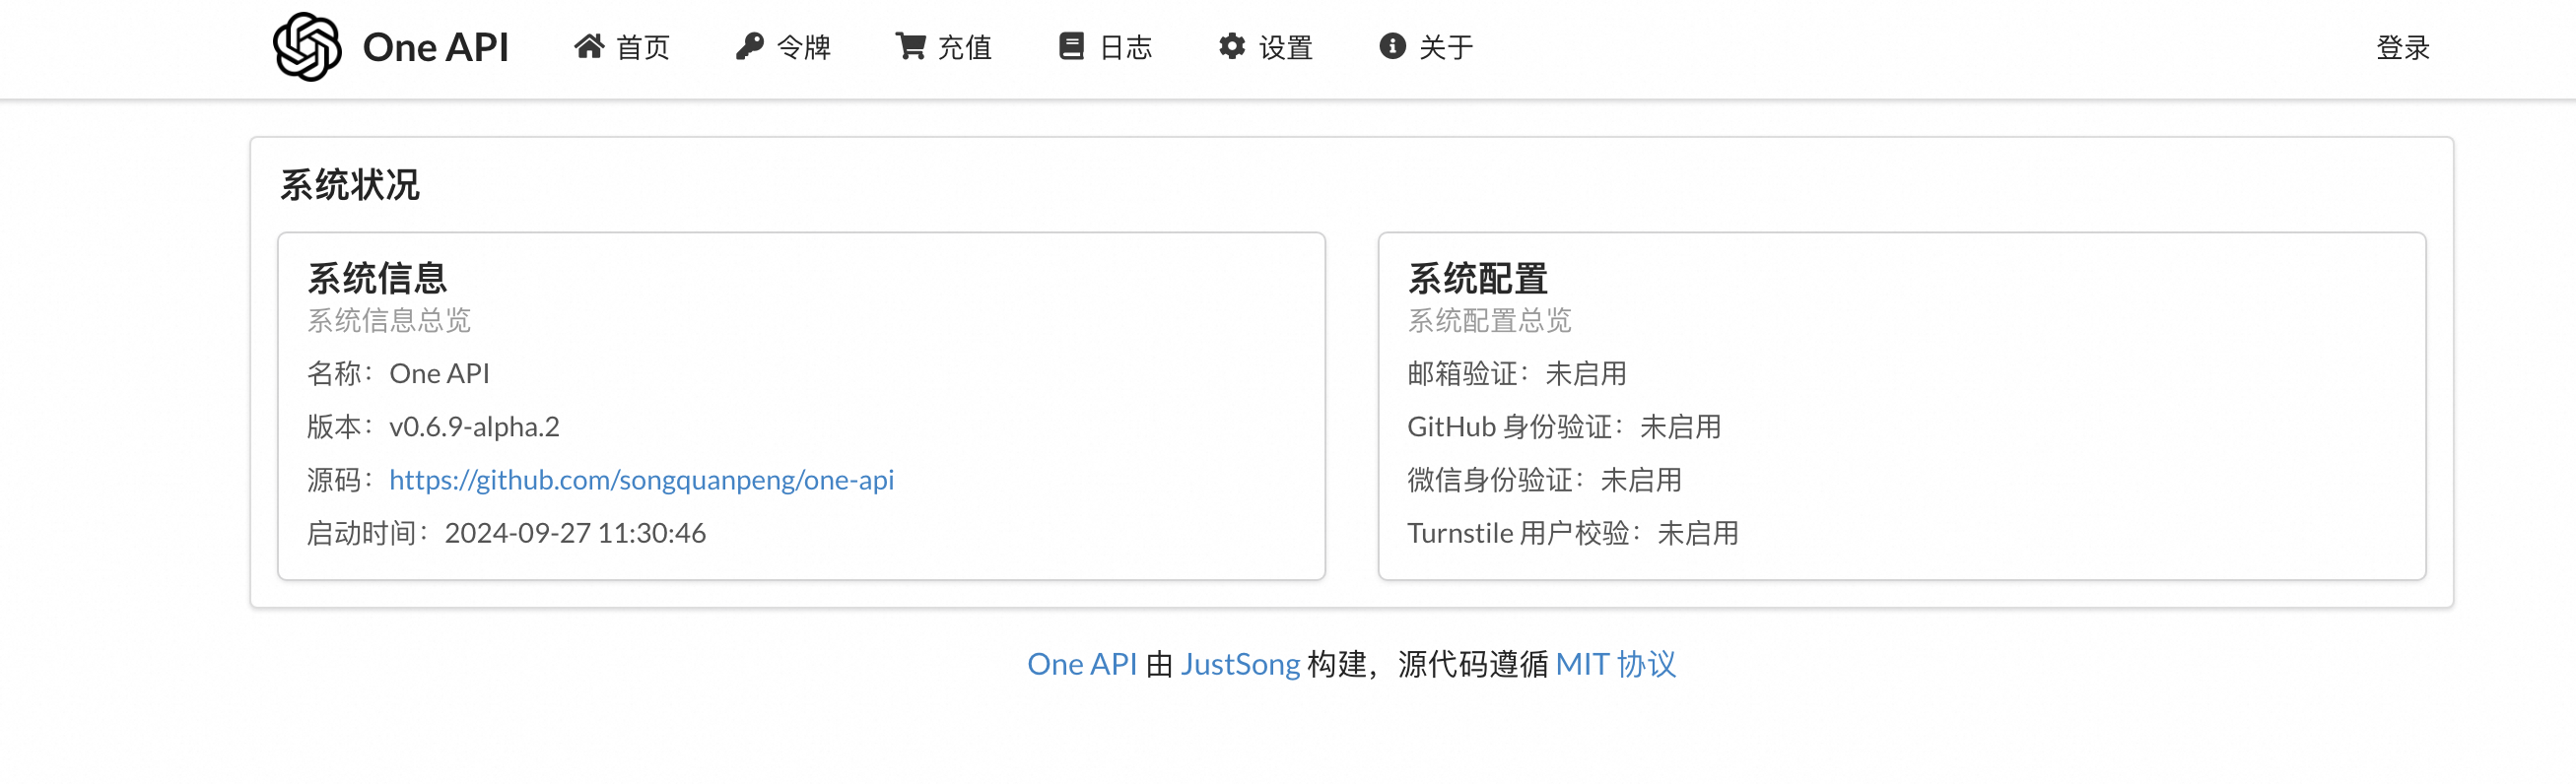 One API 首页 令牌 充值 日志 设置 关于 登录
系统状况
系统信息
系统信息总览
名称：One API
版本：v0.6.9-alpha.2
源码：https://github.com/songquanpeng/one-api
启动时间：2024-09-27 11:30:46
系统配置
系统配置总览
邮箱验证：未启用
GitHub 身份验证：未启用
微信身份验证：未启用
Turnstile 用户校验：未启用
One API 由 JustSong 构建，源代码遵循 MIT 协议